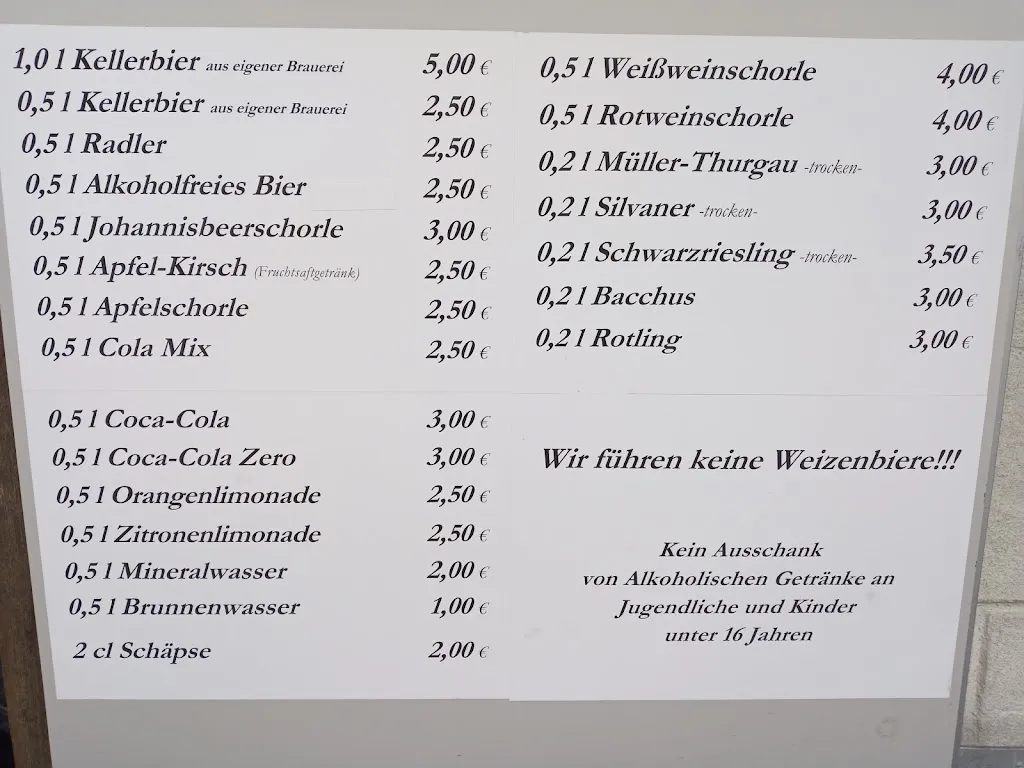 1,0 l Kellerbier aus eigener Brauerei 5,00 €
0,5 l Kellerbier aus eigener Brauerei 2,50 €
0,5 l Radler 2,50 €
0,5 l Alkoholfreies Bier 2,50 €
0,5 l Johannisbeerschorle 3,00 €
0,5 l Apfel-Kirsch (Fruchtsaftgetränk) 2,50 €
0,5 l Apfelschorle 2,50 €
0,5 l Cola Mix 2,50 €
0,5 l Coca-Cola 3,00 €
0,5 l Coca-Cola Zero 3,00 €
0,5 l Orangenlimonade 2,50 €
0,5 l Zitronenlimonade 2,50 €
0,5 l Mineralwasser 2,00 €
0,5 l Brunnenwasser 1,00 €
2 cl Schäpse 2,00 €
0,5 l Weißweinschorle 4,00 €
0,5 l Rotweinschorle 4,00 €
0,2 l Müller-Thurgau -trocken- 3,00 €
0,2 l Silvaner -trocken- 3,00 €
0,2 l Schwarzriesling -trocken- 3,50 €
0,2 l Bacchus 3,00 €
0,2 l Rotling 3,00 €
Wir führen keine Weizenbiere!!!
Kein Ausschank
von Alkoholischen Getränke an
Jugendliche und Kinder
unter 16 Jahren